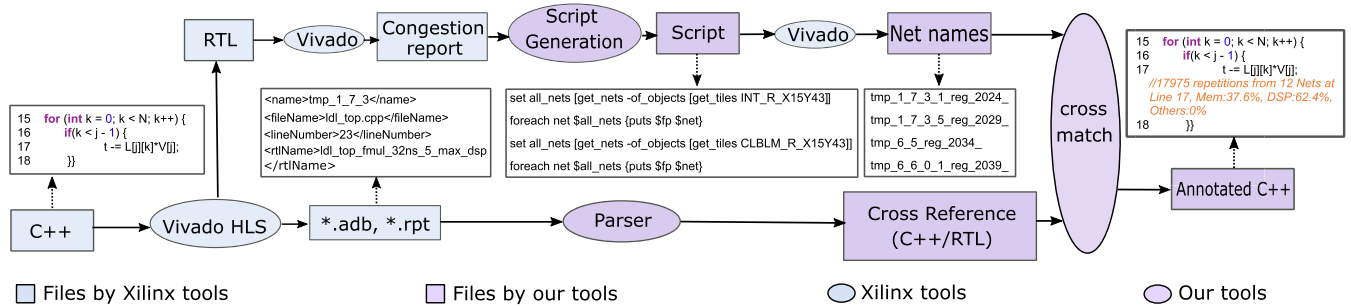 RTL
Vivado
Congestion
report
Script
Generation
Script
Vivado
Net names
15 for (int k = 0; k < N; k++) {
16 if(k < j - 1) {
17 t -= L[j][k]*V[j];
18 }}
<name>tmp_1_7_3</name>
<fileName>ldl_top.cpp</fileName>
<lineNumber>23</lineNumber>
<rtlName>ldl_top_fmul_32ns_5_max_dsp
</rtlName>
set all_nets [get_nets -of_objects [get_tiles INT_R_X15Y43]]
foreach net $all_nets {puts $fp $net}
set all_nets [get_nets -of_objects [get_tiles CLBLM_R_X15Y43]]
foreach net $all_nets {puts $fp $net}
tmp_1_7_3_1_reg_2024_
tmp_1_7_3_5_reg_2029_
tmp_6_5_reg_2034_
tmp_6_6_0_1_reg_2039_
cross
match
15 for (int k = 0; k < N; k++) {
16 if(k < j - 1) {
17 t -= L[j][k]*V[j];
//17975 repetitions from 12 Nets at
Line 17, Mem:37.6%, DSP:62.4%,
Others:0%
18 }}
C++
Vivado HLS
*.adb, *.rpt
Parser
Cross Reference
(C++/RTL)
Annotated C++
Files by Xilinx tools
Files by our tools
Xilinx tools
Our tools